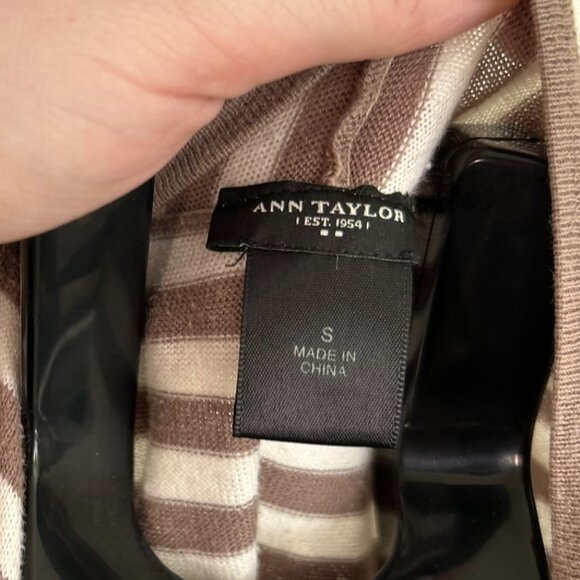 ANN TAYLOR
| EST. 1954 |
S
MADE IN
CHINA